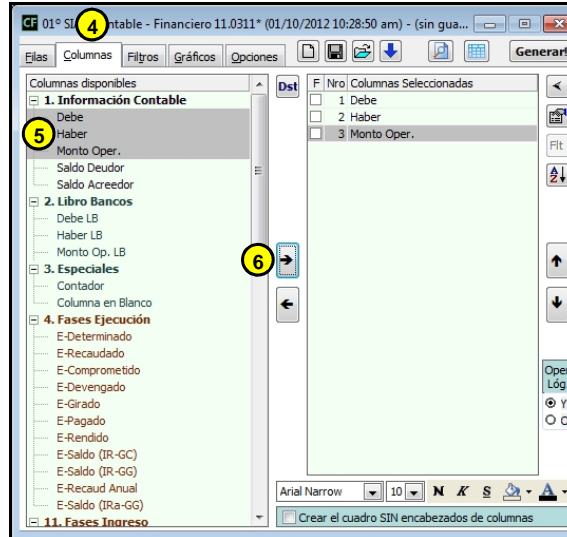 CF 01º SI 4 ntable - Financiero 11.0311* (01/10/2012 10:28:50 am) - (sin gua...
Filas Columnas Filtros Gráficos Opciones Generar!
Columnas disponibles
1. Información Contable
Debe
5 Haber
Monto Oper.
Saldo Deudor
Saldo Acreedor
2. Libro Bancos
Debe LB
Haber LB
Monto Op. LB
3. Especiales
Contador
Columna en Blanco
4. Fases Ejecución
E-Determinado
E-Recaudado
E-Comprometido
E-Devengado
E-Girado
E-Pagado
E-Rendido
E-Saldo (IR-GC)
E-Saldo (IR-GG)
E-Recaud Anual
E-Saldo (IRa-GG)
11. Fases Ingreso
Dst
6
F Nro Columnas Seleccionadas
1 Debe
2 Haber
3 Monto Oper.
Flt
A
Z
Oper
Lóg
Y
O
Arial Narrow 10 N K S A
Crear el cuadro SIN encabezados de columnas